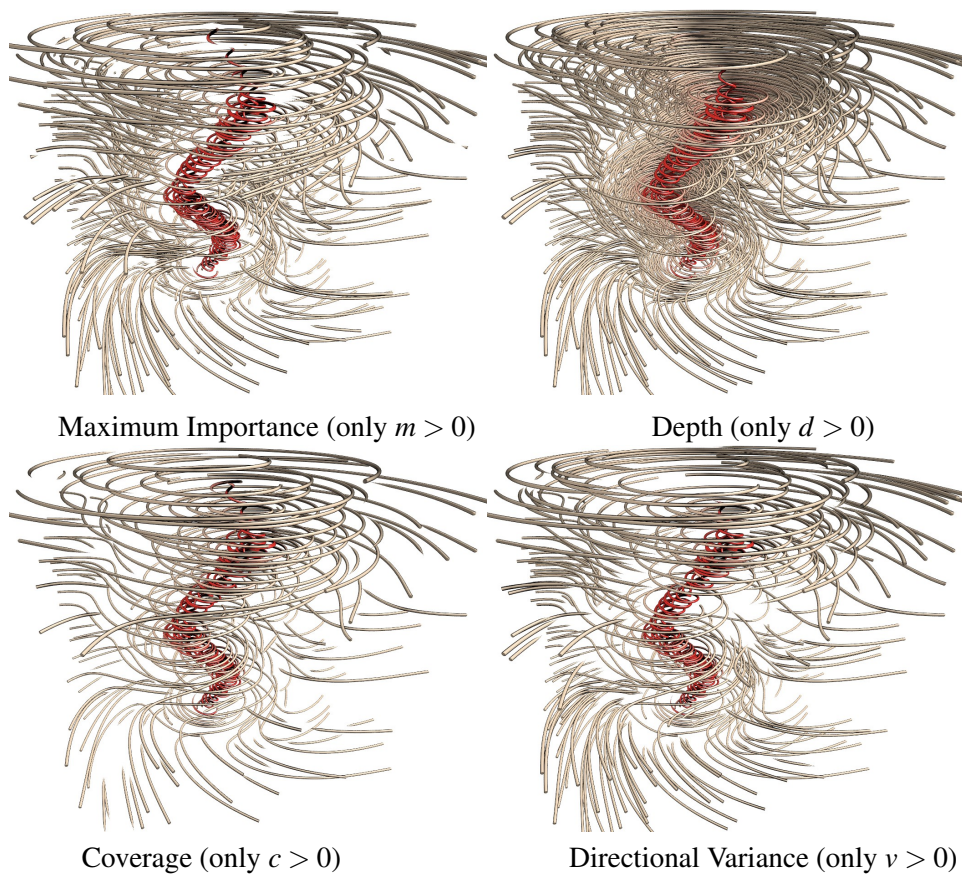 Maximum Importance (only m > 0)
Depth (only d > 0)
Coverage (only c > 0)
Directional Variance (only v > 0)